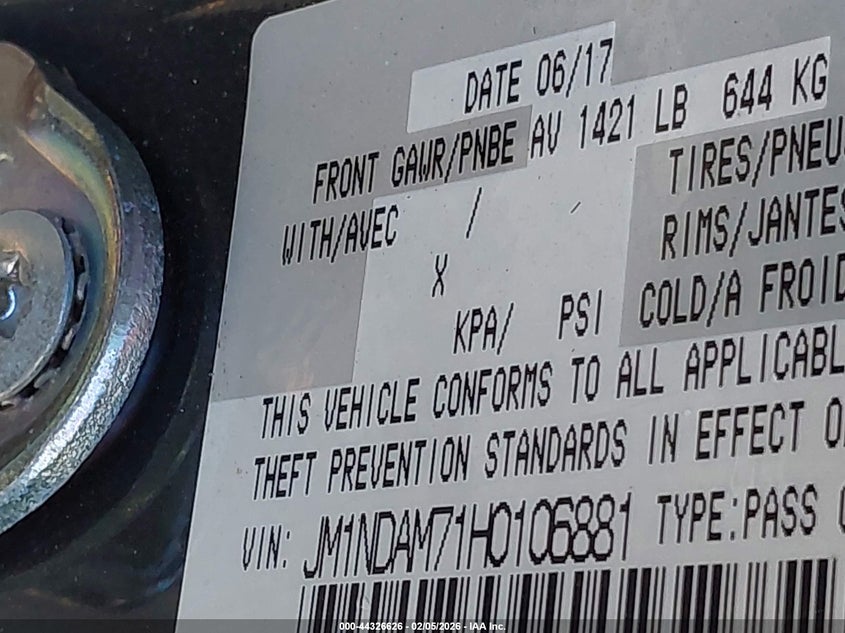 DATE 06/17
FRONT GAWR/PNBE AV 1421 LB 644 KG
WITH/AVEC / TIRES/PNEU
X RIMS/JANTES
KPA/ PSI COLD/A FROID
THIS VEHICLE CONFORMS TO ALL APPLICABL
THEFT PREVENTION STANDARDS IN EFFECT O
VIN: JM1NDAM71H0106881 TYPE:PASS
000-44326626 - 02/05/2026 - IAA Inc.